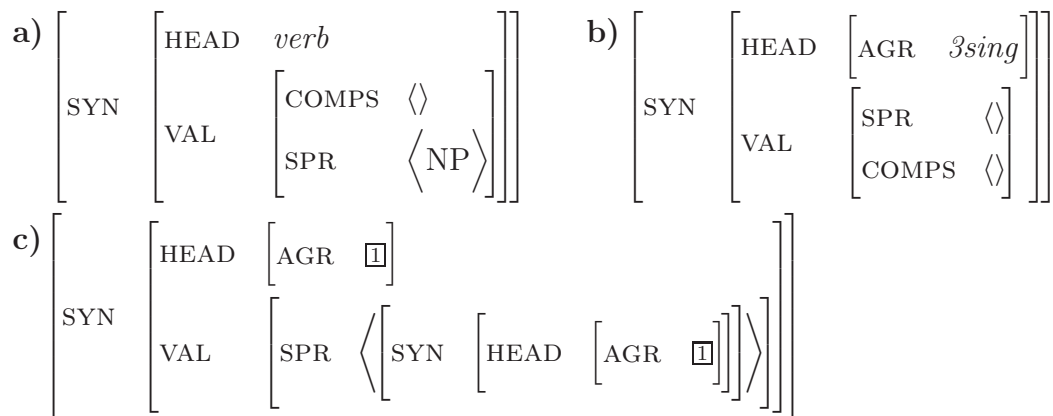 a) [SYN [HEAD verb
VAL [COMPS ⟨⟩
SPR ⟨NP⟩]]]
b) [SYN [HEAD [AGR 3sing]
VAL [SPR ⟨⟩
COMPS ⟨⟩]]]
c) [SYN [HEAD [AGR 1]
VAL [SPR ⟨[SYN [HEAD [AGR 1]]]⟩]]]